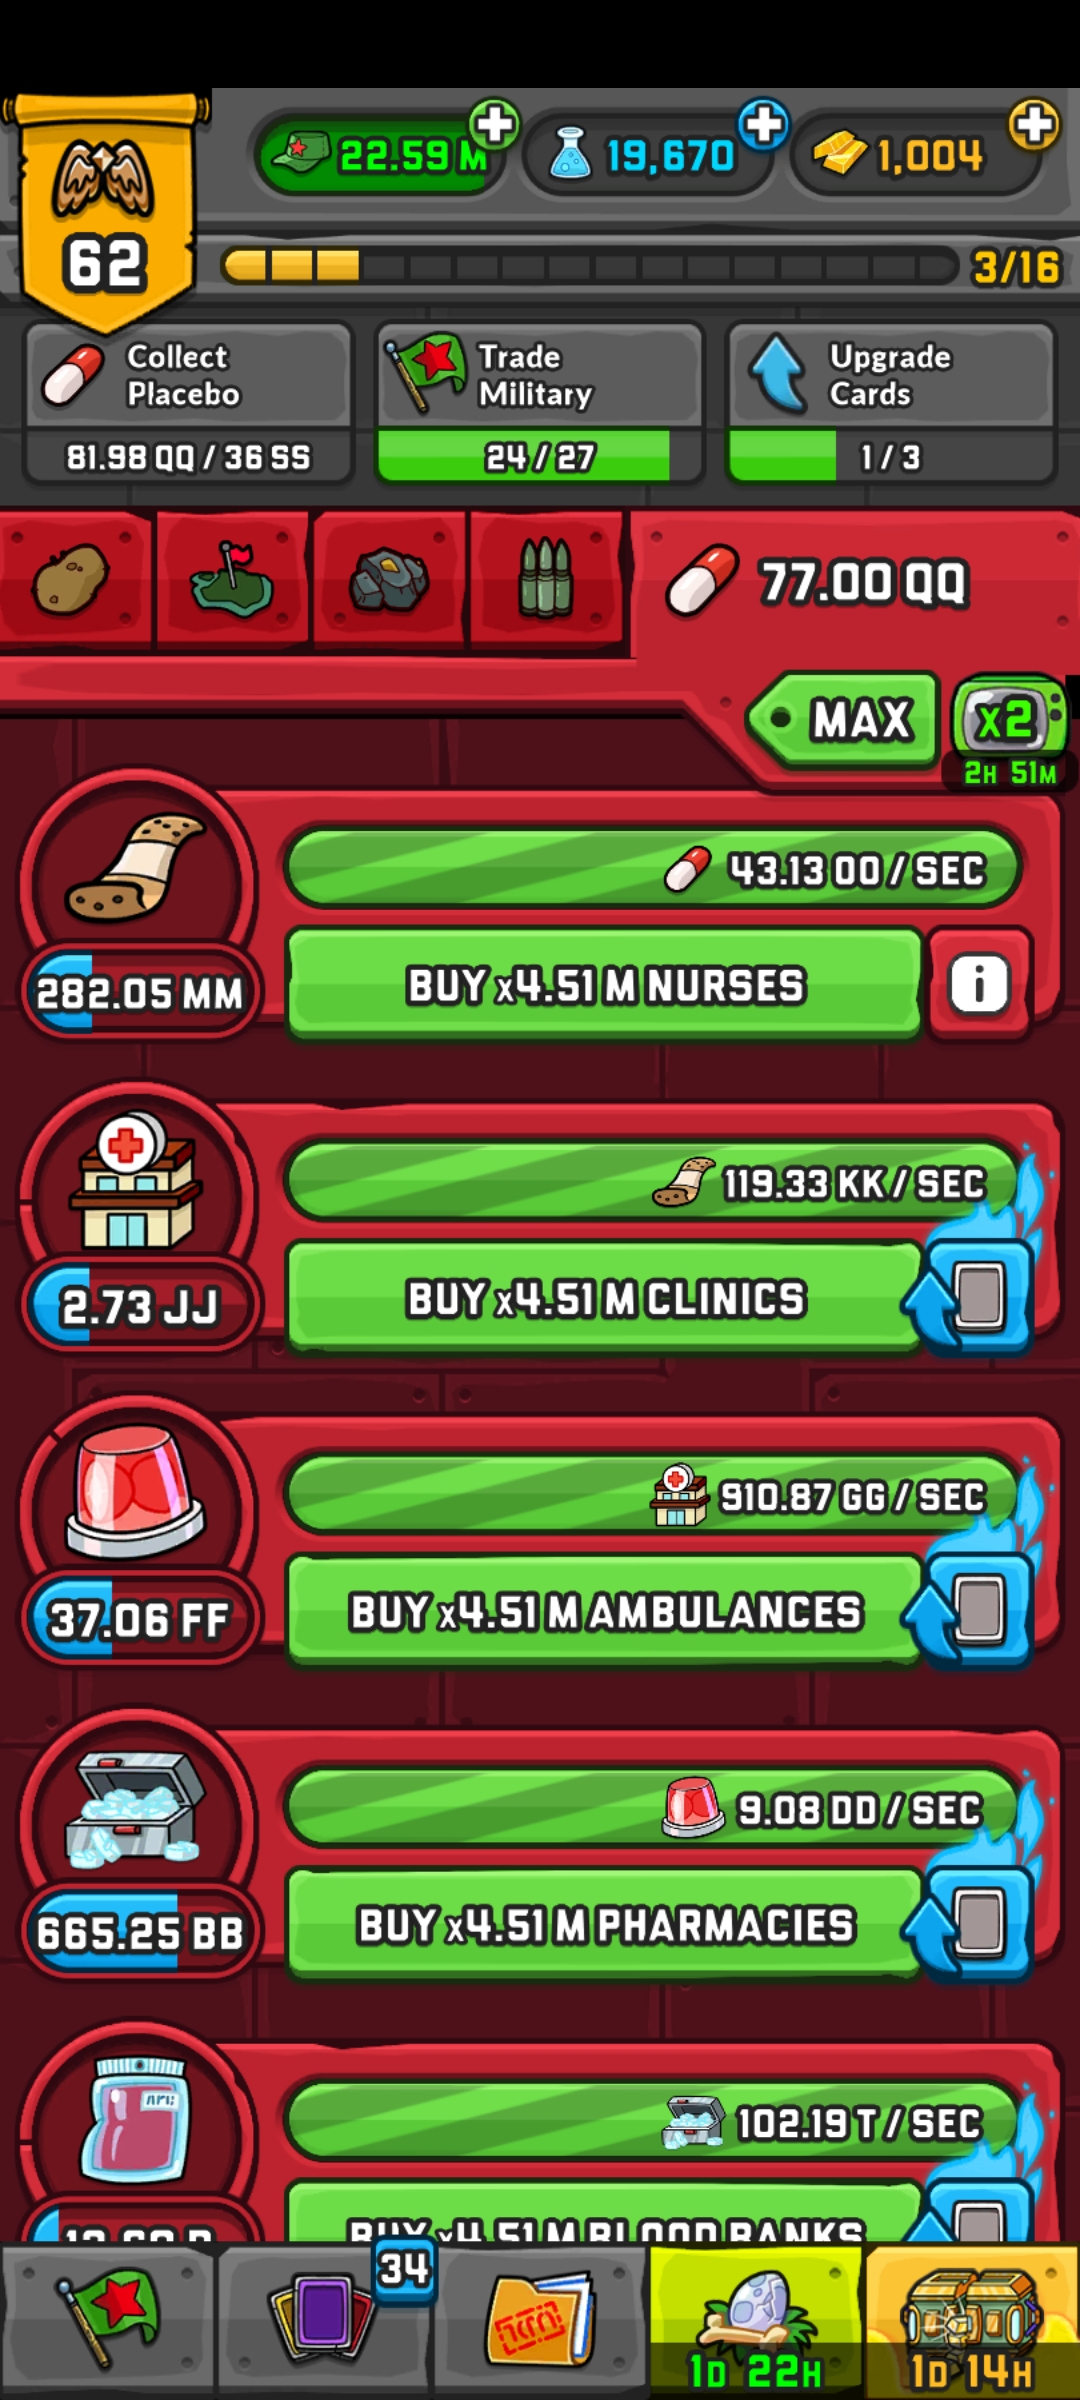 22.59 M
19,670
1,004
62
3/16
Collect
Placebo
81.98 QQ / 36 SS
Trade
Military
24 / 27
Upgrade
Cards
1 / 3
77.00 QQ
MAX
x2
2H 51M
43.13 OO / SEC
282.05 MM
BUY x4.51 M NURSES
i
119.33 KK / SEC
2.73 JJ
BUY x4.51 M CLINICS
910.87 GG / SEC
37.06 FF
BUY x4.51 M AMBULANCES
9.08 DD / SEC
665.25 BB
BUY x4.51 M PHARMACIES
102.19 T / SEC
BUY x4.51 M BLOOD BANKS
34
1D 22H
1D 14H